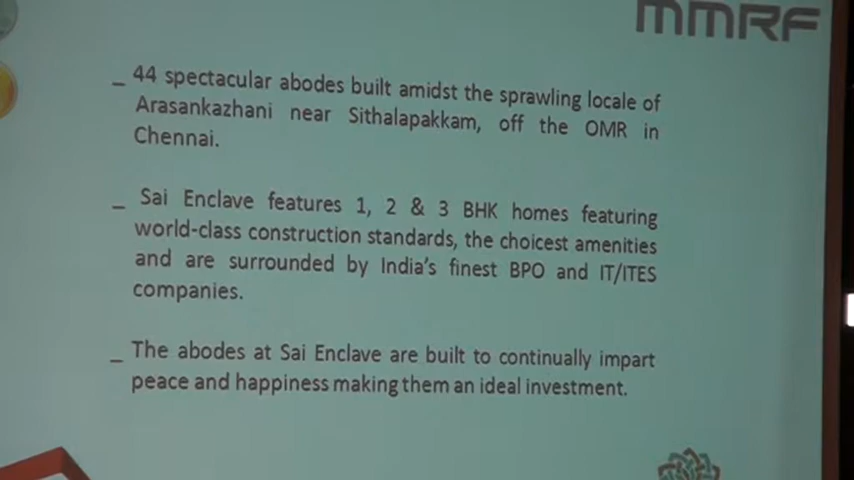 MMRF
_ 44 spectacular abodes built amidst the sprawling locale of
Arasankazhani near Sithalapakkam, off the OMR in
Chennai.
_ Sai Enclave features 1, 2 & 3 BHK homes featuring
world-class construction standards, the choicest amenities
and are surrounded by India's finest BPO and IT/ITES
companies.
_ The abodes at Sai Enclave are built to continually impart
peace and happiness making them an ideal investment.